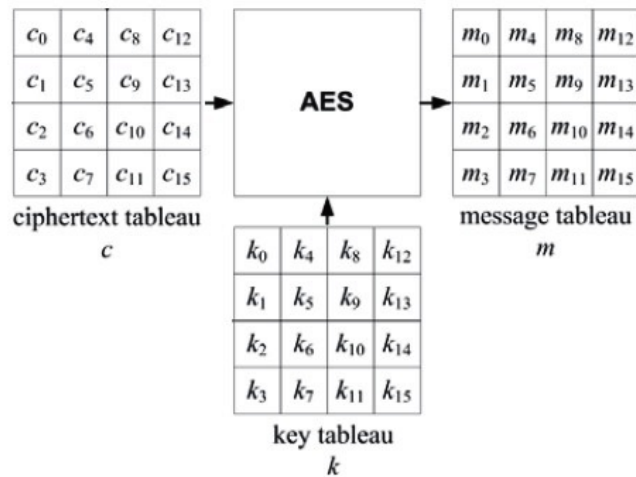 c₀ c₄ c₈ c₁₂ m₀ m₄ m₈ m₁₂
c₁ c₅ c₉ c₁₃ AES m₁ m₅ m₉ m₁₃
c₂ c₆ c₁₀ c₁₄ m₂ m₆ m₁₀ m₁₄
c₃ c₇ c₁₁ c₁₅ m₃ m₇ m₁₁ m₁₅
ciphertext tableau message tableau
c m
k₀ k₄ k₈ k₁₂
k₁ k₅ k₉ k₁₃
k₂ k₆ k₁₀ k₁₄
k₃ k₇ k₁₁ k₁₅
key tableau
k